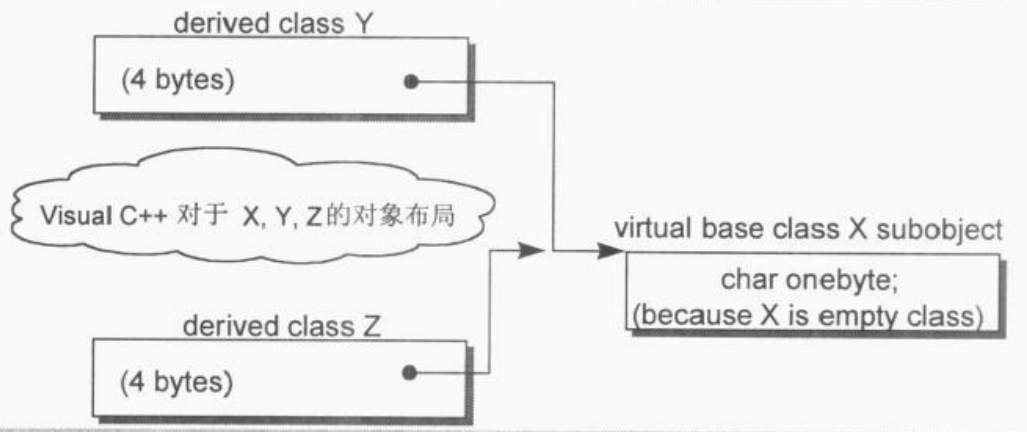 derived class Y
(4 bytes)
Visual C++ 对于 X, Y, Z的对象布局
virtual base class X subobject
char onebyte;
(because X is empty class)
derived class Z
(4 bytes)